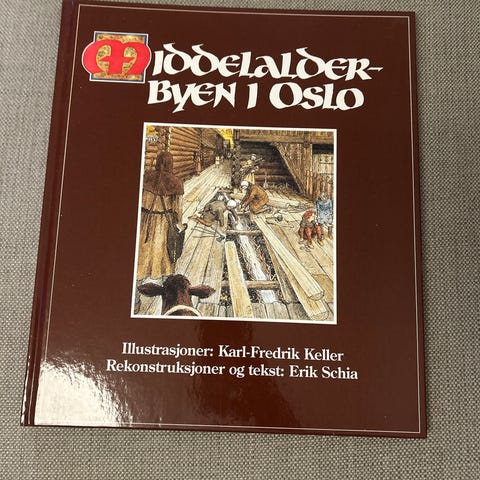 MIDDELALDER-
BYEN I OSLO
Illustrasjoner: Karl-Fredrik Keller
Rekonstruksjoner og tekst: Erik Schia